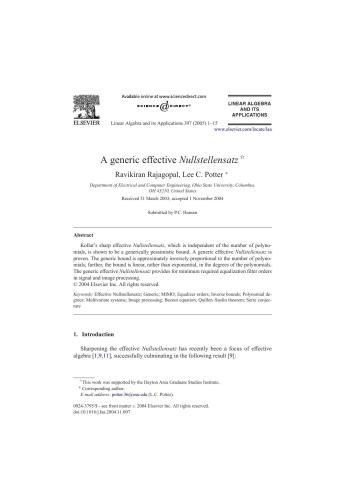 Available online at www.sciencedirect.com
SCIENCE DIRECT®
ELSEVIER
Linear Algebra and its Applications 397 (2005) 1–15
LINEAR ALGEBRA
AND ITS
APPLICATIONS
www.elsevier.com/locate/laa
A generic effective Nullstellensatz ☆
Ravikiran Rajagopal, Lee C. Potter *
Department of Electrical and Computer Engineering, Ohio State University, Columbus,
OH 43210, United States
Received 31 March 2003; accepted 1 November 2004
Submitted by P.C. Hansen
Abstract
Kollar's sharp effective Nullstellensatz, which is independent of the number of polyno-
mials, is shown to be a generically pessimistic bound. A generic effective Nullstellensatz is
proven. The generic bound is approximately inversely proportional to the number of polyno-
mials; further, the bound is linear, rather than exponential, in the degrees of the polynomials.
The generic effective Nullstellensatz provides for minimum required equalization filter orders
in signal and image processing.
© 2004 Elsevier Inc. All rights reserved.
Keywords: Effective Nullstellensatz; Generic; MIMO; Equalizer orders; Inverse bounds; Polynomial de-
gree; Multivariate systems; Image processing; Bezout equation; Quillen–Suslin theorem; Serre conjec-
ture
1. Introduction
Sharpening the effective Nullstellensatz has recently been a focus of effective
algebra [1,9,11], successfully culminating in the following result [9]:
☆ This work was supported by the Dayton Area Graduate Studies Institute.
* Corresponding author.
E-mail address: potter.36@osu.edu (L.C. Potter).
0024-3795/$ - see front matter © 2004 Elsevier Inc. All rights reserved.
doi:10.1016/j.laa.2004.11.007